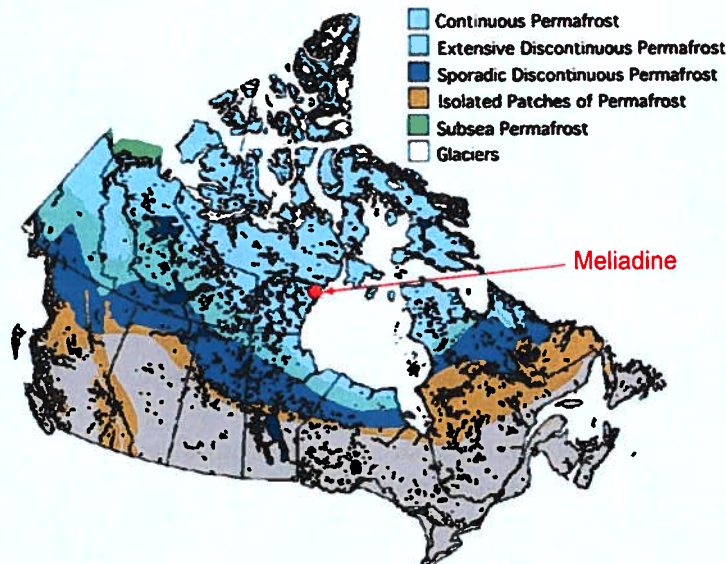 Continuous Permafrost
Extensive Discontinuous Permafrost
Sporadic Discontinuous Permafrost
Isolated Patches of Permafrost
Subsea Permafrost
Glaciers
Meliadine